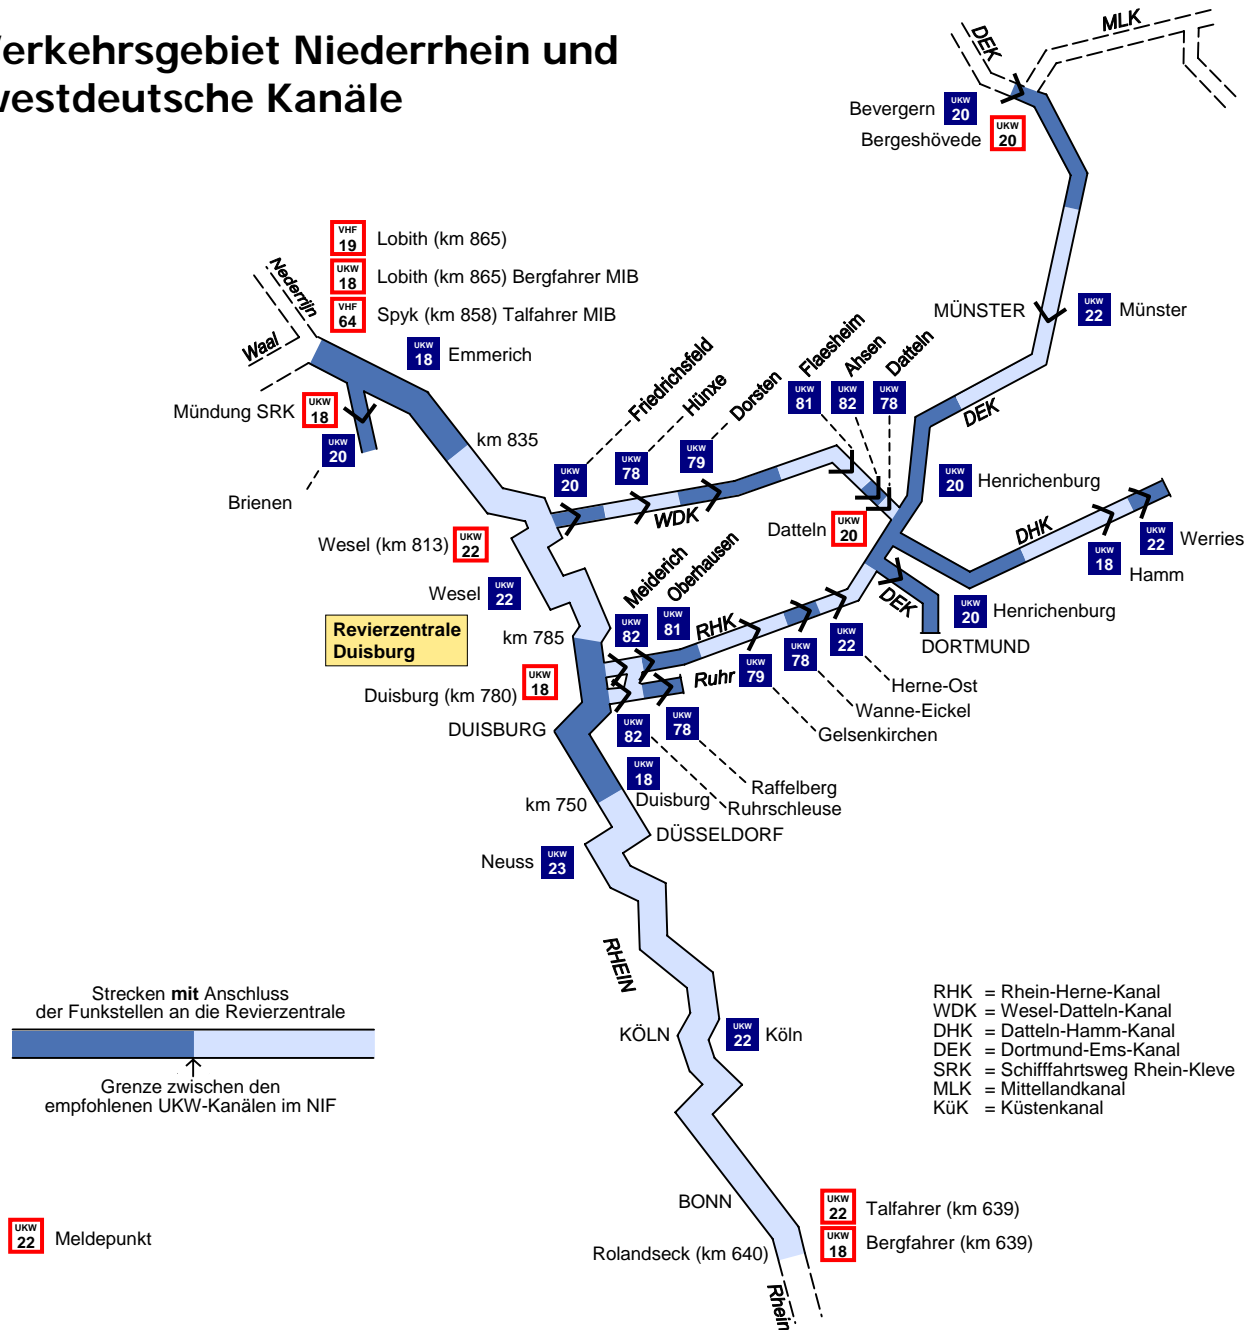 erkehrsgebiet Niederrhein und
westdeutsche Kanäle
DEK
MLK
Bevergern
UKW
20
Bergeshövede
UKW
20
VHF
19
Lobith (km 865)
UKW
18
Lobith (km 865) Bergfahrer MIB
VHF
64
Spyk (km 858) Talfahrer MIB
Nederrijn
Waal
UKW
18
Emmerich
MÜNSTER
UKW
22
Münster
Mündung SRK
UKW
18
UKW
20
Brienen
km 835
Friedrichsfeld
UKW
20
Hünxe
UKW
78
Dorsten
UKW
79
Flaesheim
UKW
81
Ahsen
UKW
82
Datteln
UKW
78
DEK
WDK
Datteln
UKW
20
UKW
20
Henrichenburg
DHK
UKW
18
Hamm
UKW
22
Werries
Wesel (km 813)
UKW
22
Wesel
UKW
22
Revierzentrale
Duisburg
km 785
Meiderich
UKW
82
Oberhausen
UKW
81
RHK
DEK
UKW
20
Henrichenburg
DORTMUND
Duisburg (km 780)
UKW
18
Ruhr
UKW
79
UKW
78
UKW
22
Herne-Ost
Wanne-Eickel
Gelsenkirchen
DUISBURG
UKW
82
UKW
78
UKW
18
Duisburg
Raffelberg
Ruhrschleuse
km 750
DÜSSELDORF
Neuss
UKW
23
RHEIN
KÖLN
UKW
22
Köln
Strecken mit Anschluss
der Funkstellen an die Revierzentrale
Grenze zwischen den
empfohlenen UKW-Kanälen im NIF
RHK = Rhein-Herne-Kanal
WDK = Wesel-Datteln-Kanal
DHK = Datteln-Hamm-Kanal
DEK = Dortmund-Ems-Kanal
SRK = Schifffahrtsweg Rhein-Kleve
MLK = Mittellandkanal
KüK = Küstenkanal
BONN
UKW
22
Talfahrer (km 639)
UKW
18
Bergfahrer (km 639)
Rolandseck (km 640)
Rhein
UKW
22
Meldepunkt